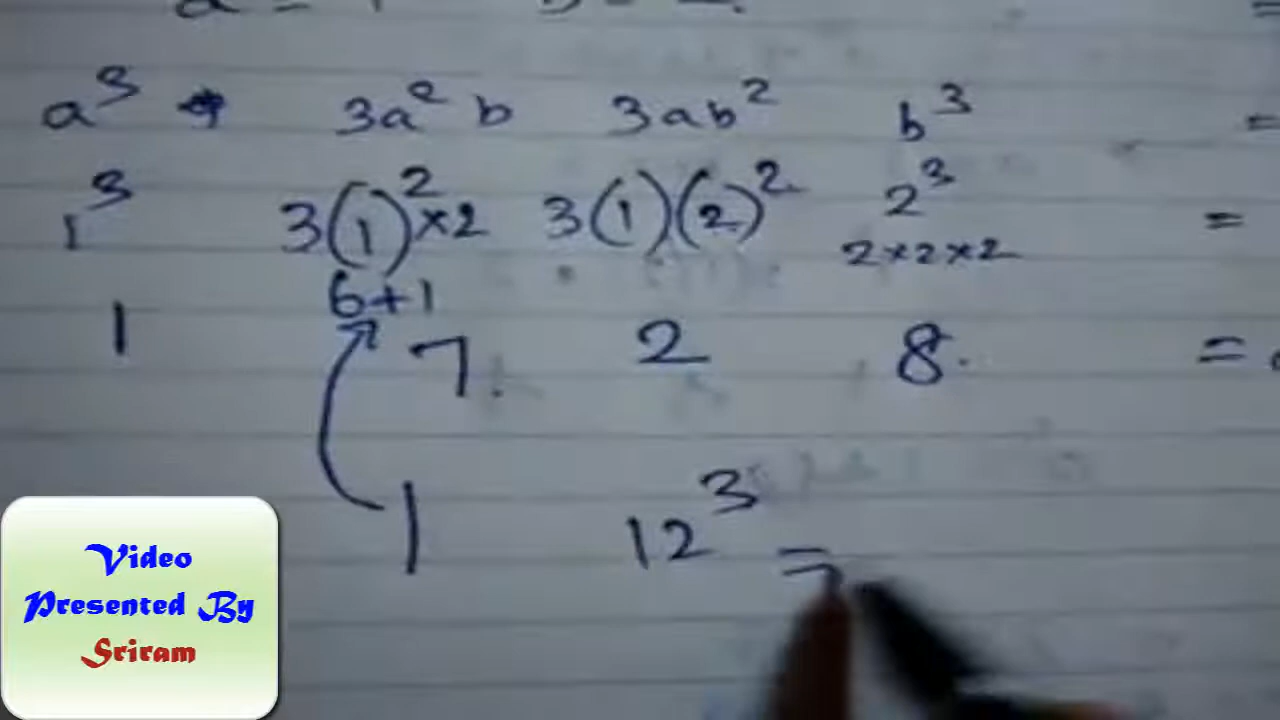 a³ 3a²b 3ab² b³ =
1³ 3(1)²×2 3(1)(2)² 2³ =
2×2×2
6+1
1 7. 2 8. =
1 12³ =
Video
Presented By
Sriram